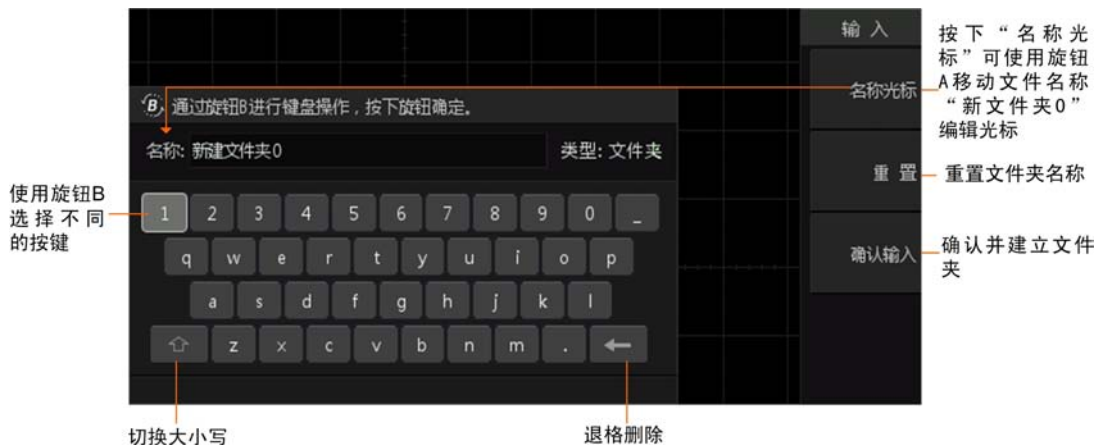 输 入
按下“名称光
标”可使用旋钮
A移动文件名称
“新文件夹0”
编辑光标
名称光标
B 通过旋钮B进行键盘操作，按下旋钮确定。
名称: 新建文件夹0 类型: 文件夹
重 置
重置文件夹名称
使用旋钮B
选择不同
的按键
1 2 3 4 5 6 7 8 9 0 _
q w e r t y u i o p
确认输入
确认并建立文件
夹
a s d f g h j k l
z x c v b n m .
切换大小写
退格删除